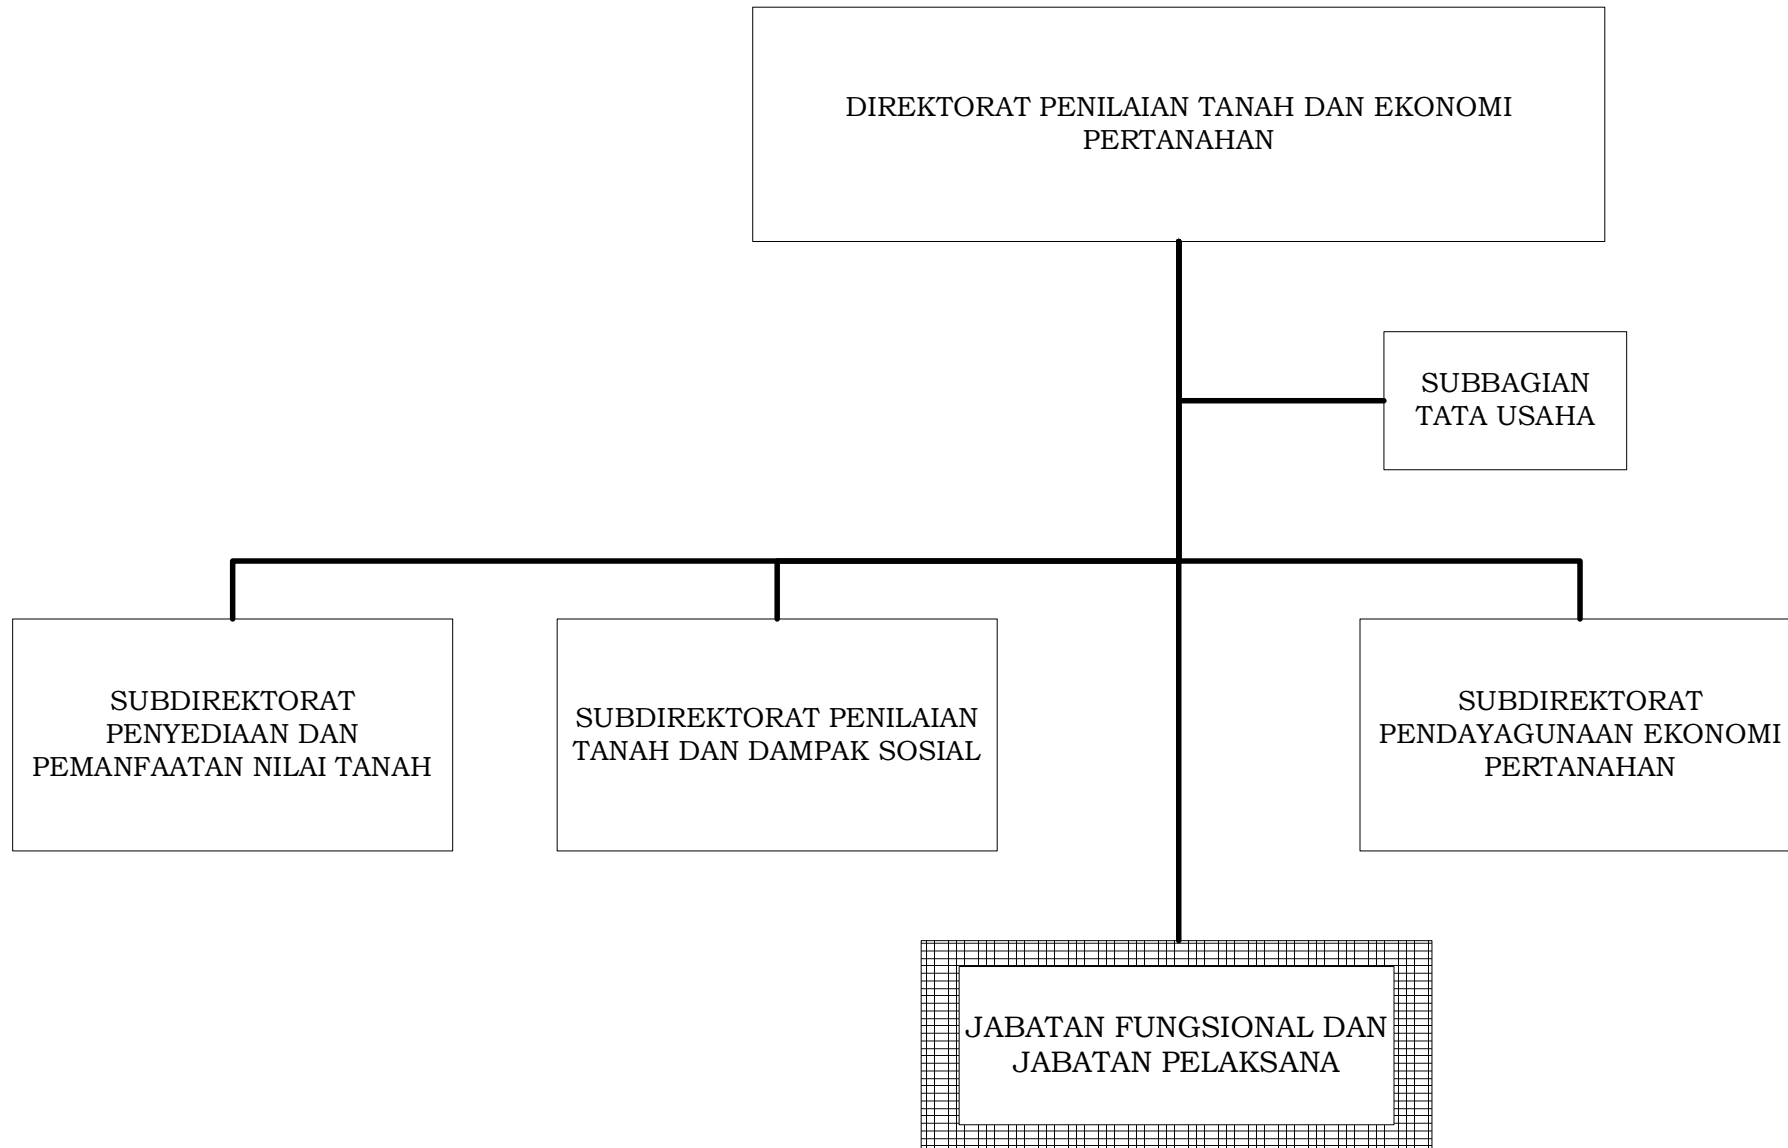 DIREKTORAT PENILAIAN TANAH DAN EKONOMI
PERTANAHAN
SUBBAGIAN
TATA USAHA
SUBDIREKTORAT
PENYEDIAAN DAN
PEMANFAATAN NILAI TANAH
SUBDIREKTORAT PENILAIAN
TANAH DAN DAMPAK SOSIAL
SUBDIREKTORAT
PENDAYAGUNAAN EKONOMI
PERTANAHAN
JABATAN FUNGSIONAL DAN
JABATAN PELAKSANA